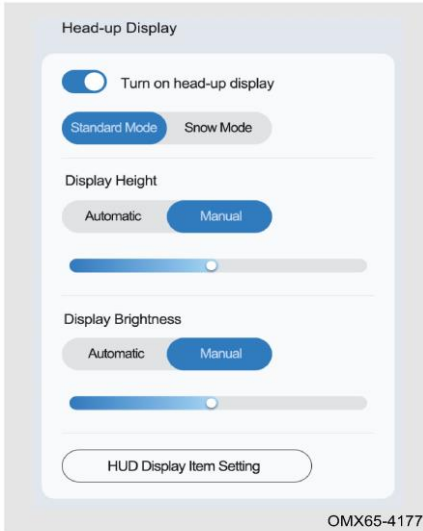 Head-up Display
Turn on head-up display
Standard Mode Snow Mode
Display Height
Automatic Manual
Display Brightness
Automatic Manual
HUD Display Item Setting
OMX65-4177